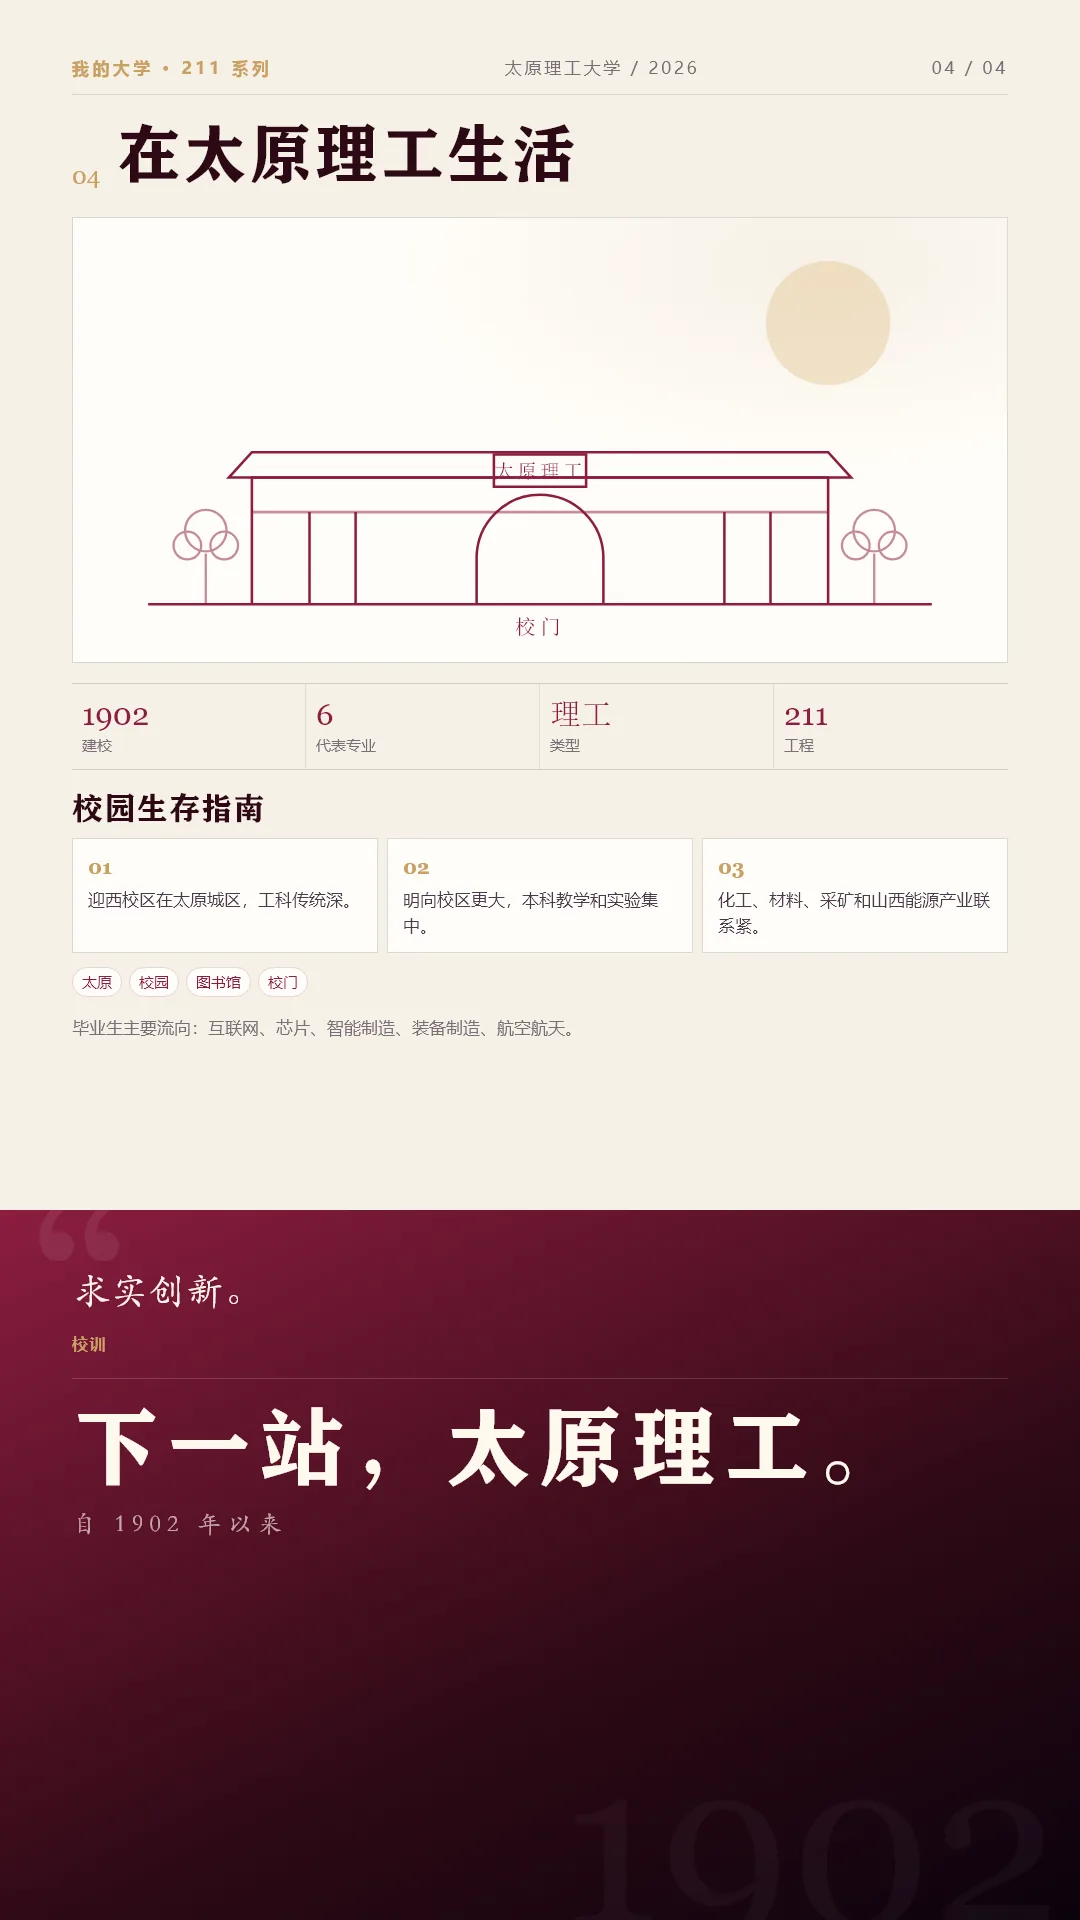 我的大学 • 211 系列
太原理工大学 / 2026
04 / 04
04 在太原理工生活
太原理工
校门
1902
建校
6
代表专业
理工
类型
211
工程
校园生存指南
01
迎西校区在太原城区，工科传统深。
02
明向校区更大，本科教学和实验集
中。
03
化工、材料、采矿和山西能源产业联
系紧。
太原
校园
图书馆
校门
毕业生主要流向：互联网、芯片、智能制造、装备制造、航空航天。
“
求实创新。
校训
下一站，太原理工。
自 1902 年以来
1902